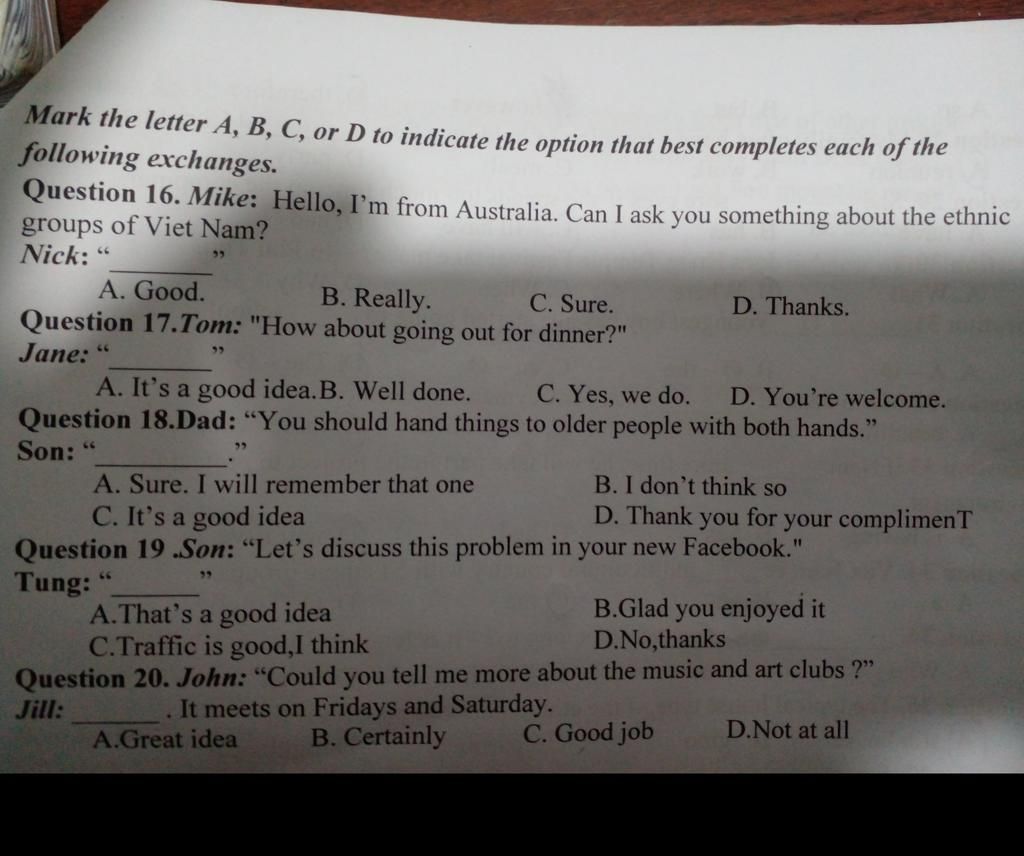 Mark the letter A, B, C, or D to indicate the option that best completes each of the
following exchanges.
Question 16. Mike: Hello, I'm from Australia. Can I ask you something about the ethnic
groups of Viet Nam?
Nick: “_________”
A. Good. B. Really. C. Sure. D. Thanks.
Question 17.Tom: "How about going out for dinner?"
Jane: “_________”
A. It's a good idea.B. Well done. C. Yes, we do. D. You're welcome.
Question 18.Dad: “You should hand things to older people with both hands.”
Son: “___________.”
A. Sure. I will remember that one B. I don't think so
C. It's a good idea D. Thank you for your complimenT
Question 19 .Son: “Let's discuss this problem in your new Facebook."
Tung: “________”
A.That's a good idea B.Glad you enjoyed it
C.Traffic is good,I think D.No,thanks
Question 20. John: “Could you tell me more about the music and art clubs ?”
Jill: ________ . It meets on Fridays and Saturday.
A.Great idea B. Certainly C. Good job D.Not at all